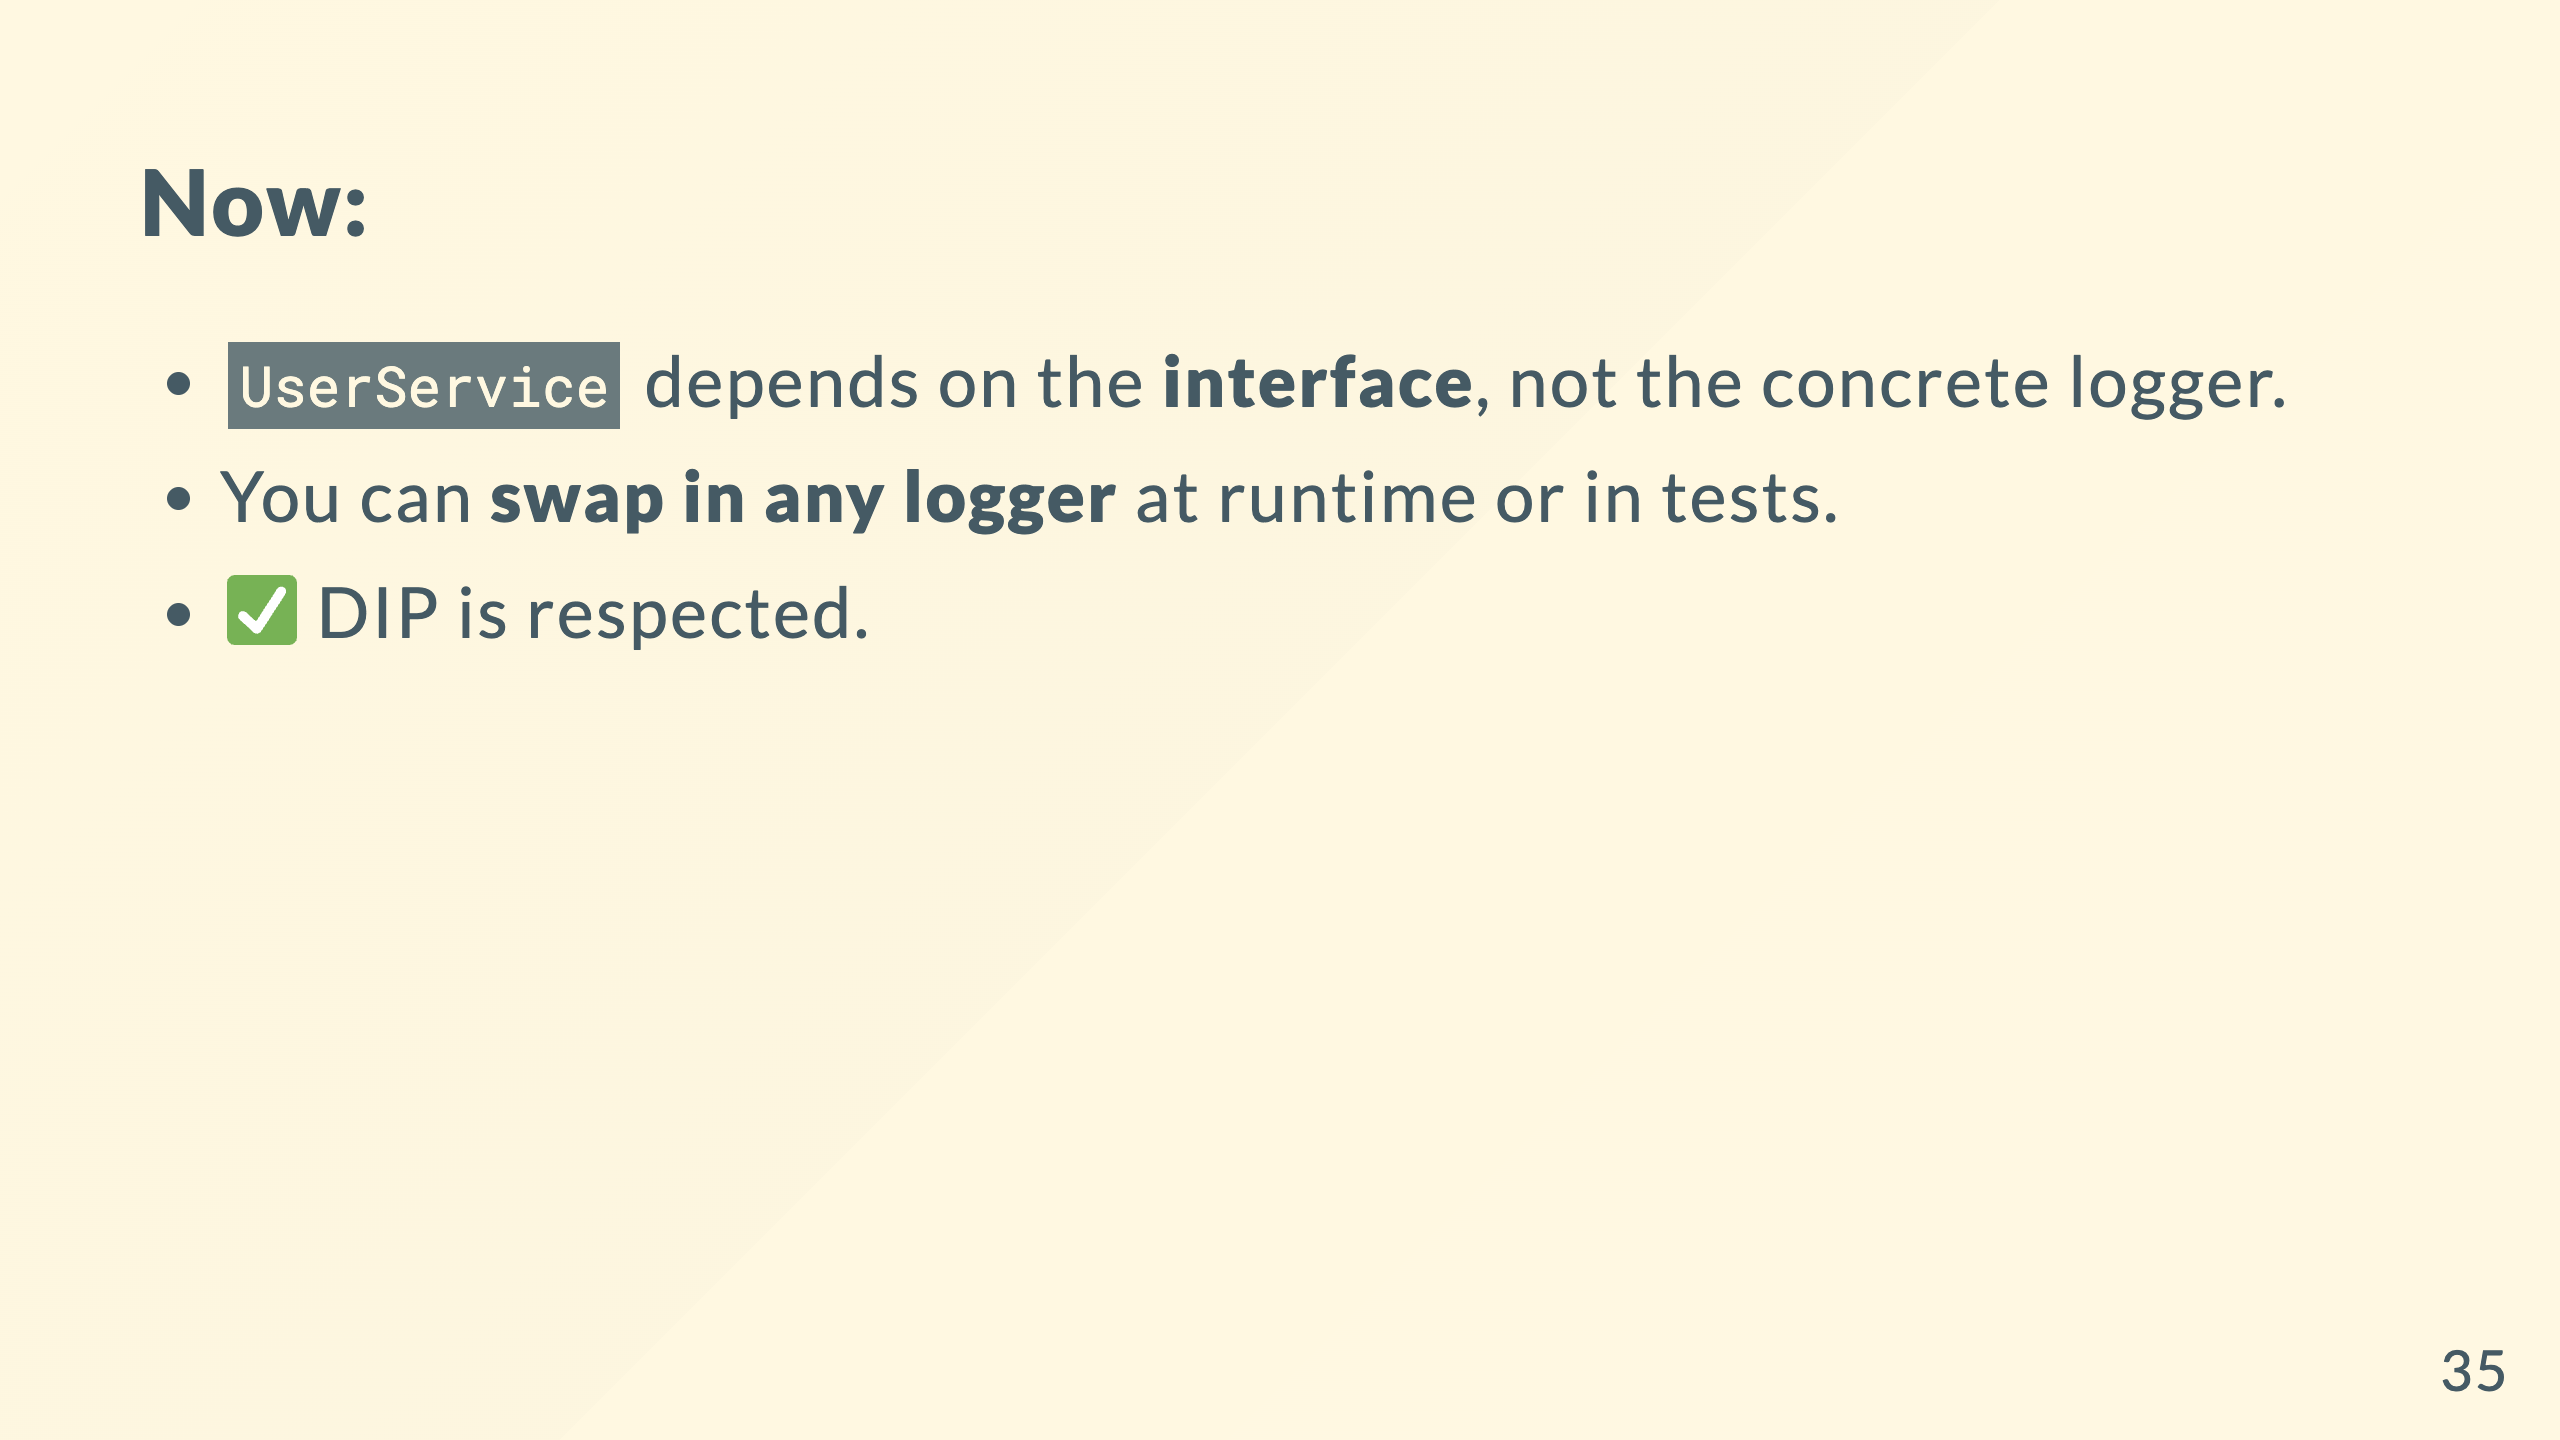 Now:
• UserService depends on the interface, not the concrete logger.
• You can swap in any logger at runtime or in tests.
• ✅ DIP is respected.
35